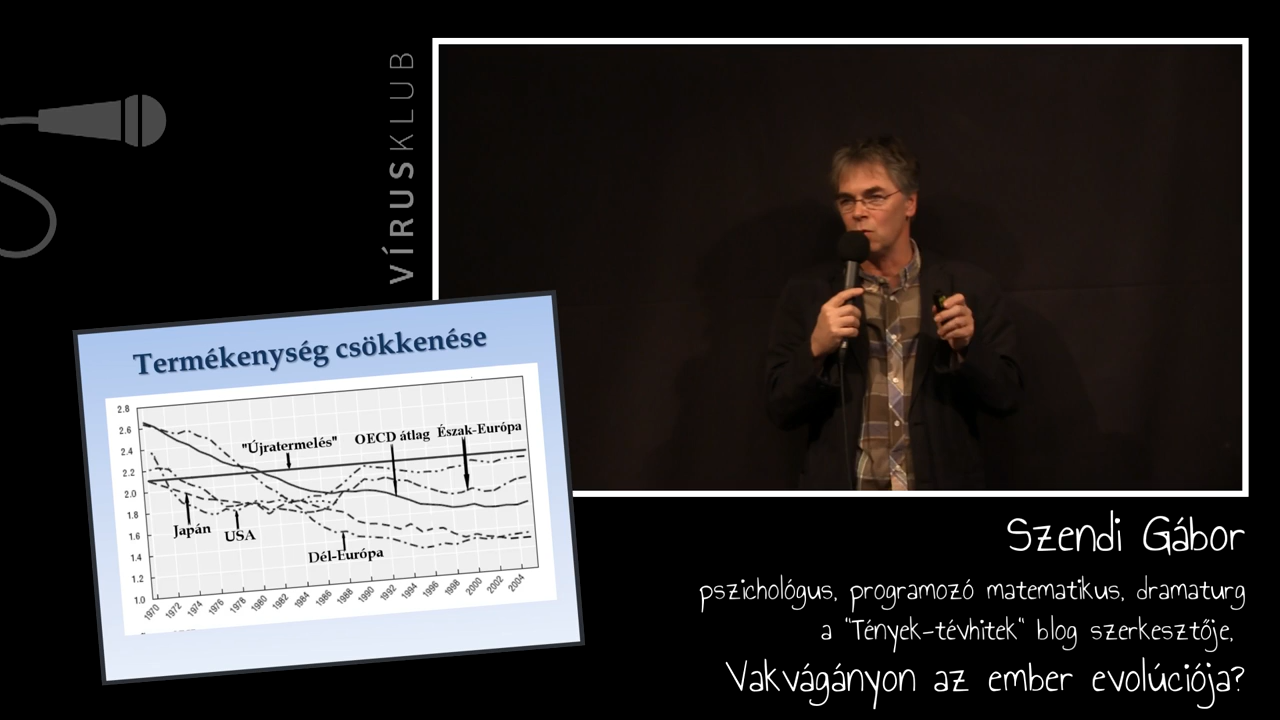 VÍRUSKLUB
Termékenység csökkenése
2.8
2.6
2.4
2.2
2.0
1.8
1.6
1.4
1.2
1.0
"Újratermelés"
OECD átlag
Észak-Európa
Japán
USA
Dél-Európa
1970 1972 1974 1976 1978 1980 1982 1984 1986 1988 1990 1992 1994 1996 1998 2000 2002 2004
Szendi Gábor
pszichológus, programozó matematikus, dramaturg
a "Tények-tévhitek" blog szerkesztője,
Vakvágányon az ember evolúciója?